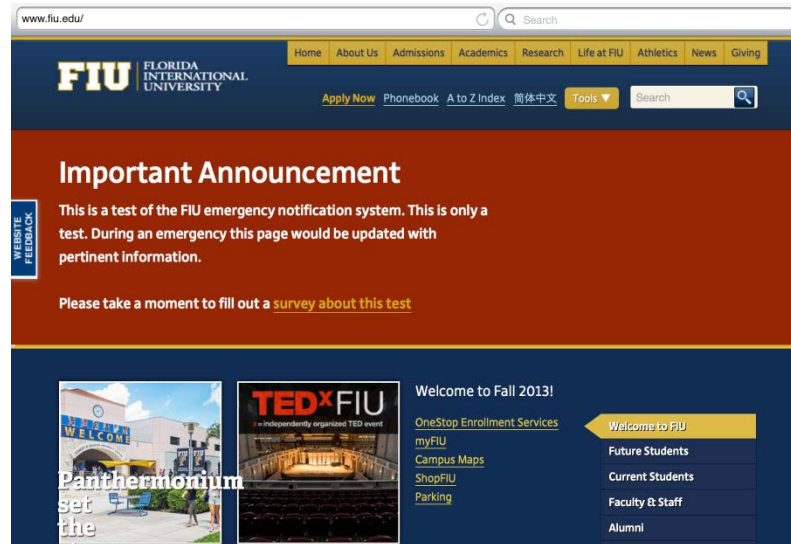 www.fiu.edu/
Search
Home About Us Admissions Academics Research Life at FIU Athletics News Giving
FIU FLORIDA
INTERNATIONAL
UNIVERSITY
Apply Now Phonebook A to Z Index 简体中文 Tools ▼ Search
Important Announcement
This is a test of the FIU emergency notification system. This is only a
test. During an emergency this page would be updated with
pertinent information.
Please take a moment to fill out a survey about this test
WEBSITE
FEEDBACK
WELCOME
Panthermonium
set
the
TEDxFIU
x = independently organized TED event
Welcome to Fall 2013!
OneStop Enrollment Services
myFIU
Campus Maps
ShopFIU
Parking
Welcome to FIU
Future Students
Current Students
Faculty & Staff
Alumni